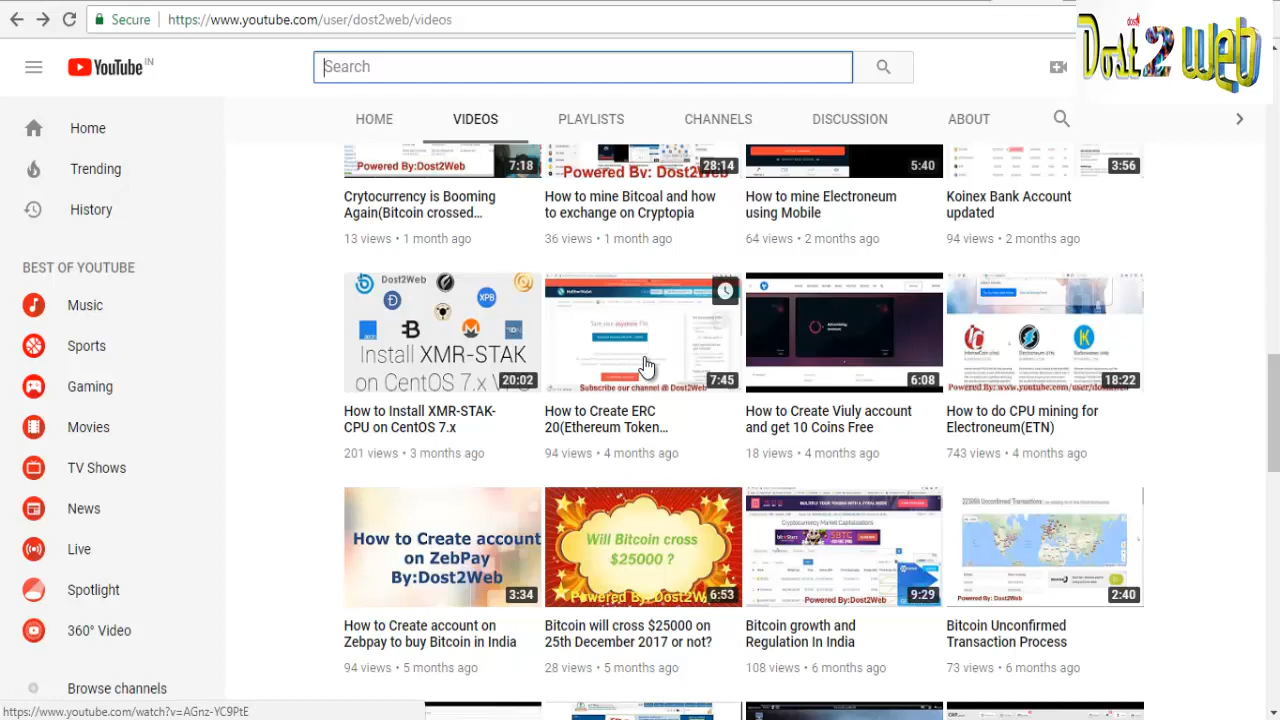 Secure https://www.youtube.com/user/dost2web/videos
dost
Dost 2 Web
YouTube IN
Search
HOME VIDEOS PLAYLISTS CHANNELS DISCUSSION ABOUT
Home
Trending
History
BEST OF YOUTUBE
Music
Sports
Gaming
Movies
TV Shows
Live
Spotlight
360° Video
Browse channels
Powered By:Dost2Web 7:18
Powered By:Dost2Web 28:14
5:40
3:56
Crytocurrency is Booming
Again:Bitcoin crossed…
13 views • 1 month ago
How to mine Bitcoal and how
to exchange on Cryptopia
36 views • 1 month ago
How to mine Electroneum
using Mobile
64 views • 2 months ago
Koinex Bank Account
updated
94 views • 2 months ago
Dost2Web
XPB
Install XMR-STAK
CentOS 7.x
20:02
Subscribe our channel @ Dost2Web
7:45
6:08
Powered By: www.youtube.com/user/dost2web
18:22
How to Install XMR-STAK-
CPU on CentOS 7.x
201 views • 3 months ago
How to Create ERC
20(Ethereum Token…
94 views • 4 months ago
How to Create Viuly account
and get 10 Coins Free
18 views • 4 months ago
How to do CPU mining for
Electroneum(ETN)
743 views • 4 months ago
How to Create account
on ZebPay
By:Dost2Web
3:34
Will Bitcoin cross
$25000 ?
Powered By:Dost2W
6:53
Cryptocurrency Market Capitalizations
Powered By:Dost2Web
9:29
Unconfirmed Transactions
Powered By: Dost2Web
2:40
How to Create account on
Zebpay to buy Bitcoin in India
94 views • 5 months ago
Bitcoin will cross $25000 on
25th December 2017 or not?
28 views • 5 months ago
Bitcoin growth and
Regulation In India
108 views • 6 months ago
Bitcoin Unconfirmed
Transaction Process
73 views • 6 months ago